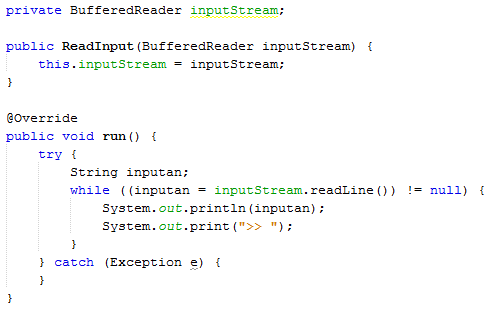 private BufferedReader inputStream;

public ReadInput(BufferedReader inputStream) {
    this.inputStream = inputStream;
}

@Override
public void run() {
    try {
        String inputan;
        while ((inputan = inputStream.readLine()) != null) {
            System.out.println(inputan);
            System.out.print(">> ");
        }
    } catch (Exception e) {
    }
}